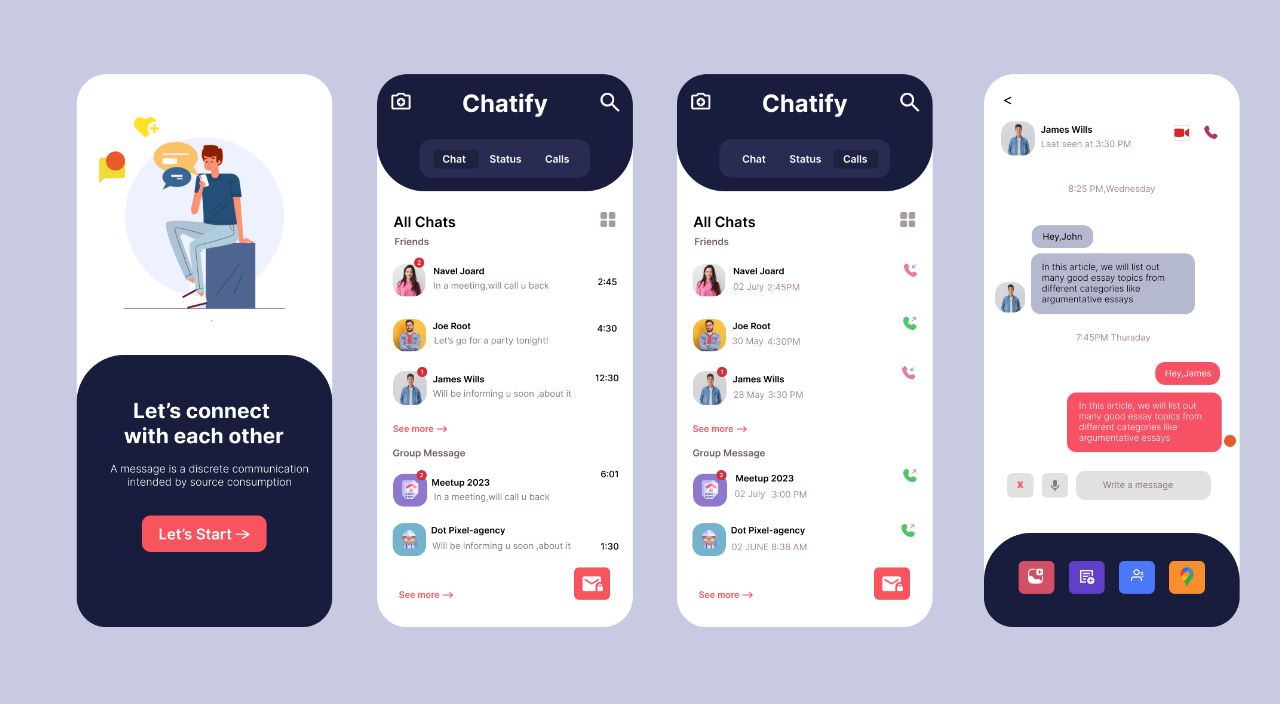 Let's connect
with each other
A message is a discrete communication
intended by source consumption
Let's Start →
Chatify
Chat Status Calls
All Chats
Friends
2
Navel Joard
In a meeting,will call u back
2:45
Joe Root
Let's go for a party tonight!
4:30
1
James Wills
Will be informing u soon ,about it
12:30
See more →
Group Message
2
Meetup 2023
In a meeting,will call u back
6:01
Dot Pixel-agency
Will be informing u soon ,about it
1:30
See more →
Chatify
Chat Status Calls
All Chats
Friends
Navel Joard
02 July 2:45PM
Joe Root
30 May 4:30PM
1
James Wills
28 May 3:30 PM
See more →
Group Message
2
Meetup 2023
02 July 3:00 PM
Dot Pixel-agency
02 JUNE 8:38 AM
See more →
<
James Wills
Laat seen at 3:30 PM
8:25 PM,Wednesday
Hey,John
In this article, we will list out
many good essay topics from
different categories like
argumentative essays
7:45PM Thursday
Hey,James
In this article, we will list out
many good essay topics from
different categories like
argumentative essays
X
Write a message